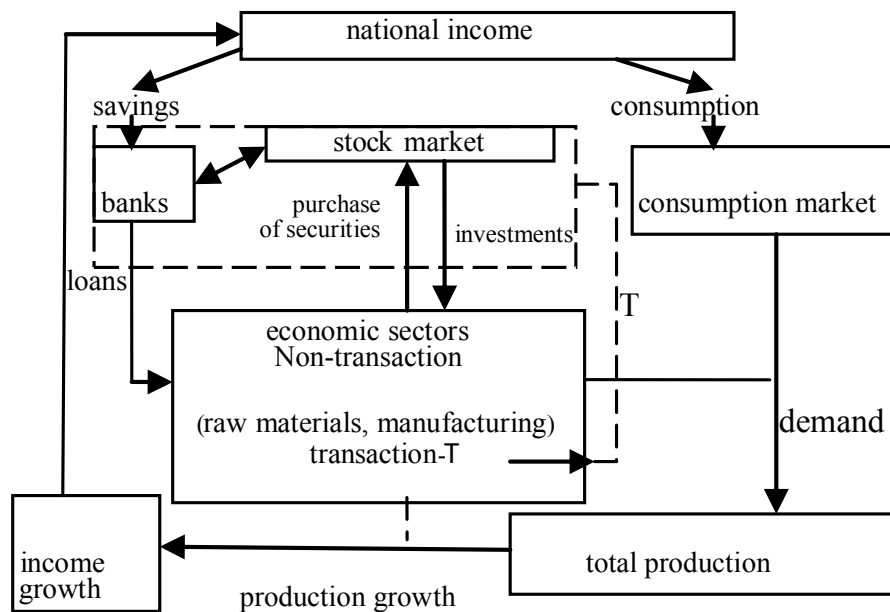 national income
savings
consumption
stock market
banks
purchase
of securities
investments
consumption market
loans
T
economic sectors
Non-transaction
(raw materials, manufacturing)
transaction-T
demand
income
growth
total production
production growth